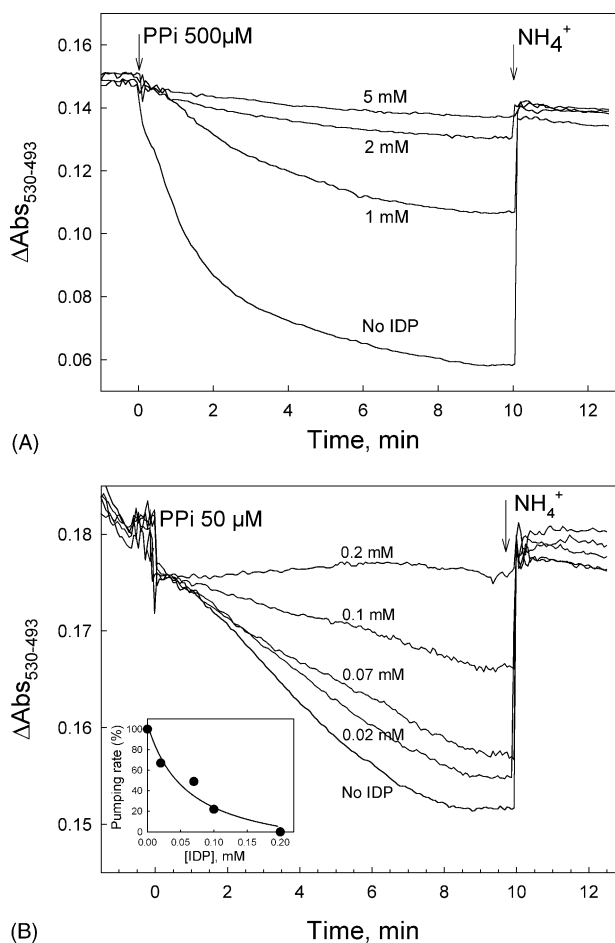 PPi 500µM
NH₄⁺
0.16
0.14
0.12
0.10
0.08
0.06
ΔAbs₅₃₀₋₄₉₃
5 mM
2 mM
1 mM
No IDP
0 2 4 6 8 10 12
(A)
Time, min
PPi 50 µM
NH₄⁺
0.18
0.17
0.16
0.15
ΔAbs₅₃₀₋₄₉₃
0.2 mM
0.1 mM
0.07 mM
0.02 mM
No IDP
Pumping rate (%)
100
80
60
40
20
0
0.00 0.05 0.10 0.15 0.20
[IDP], mM
0 2 4 6 8 10 12
(B)
Time, min